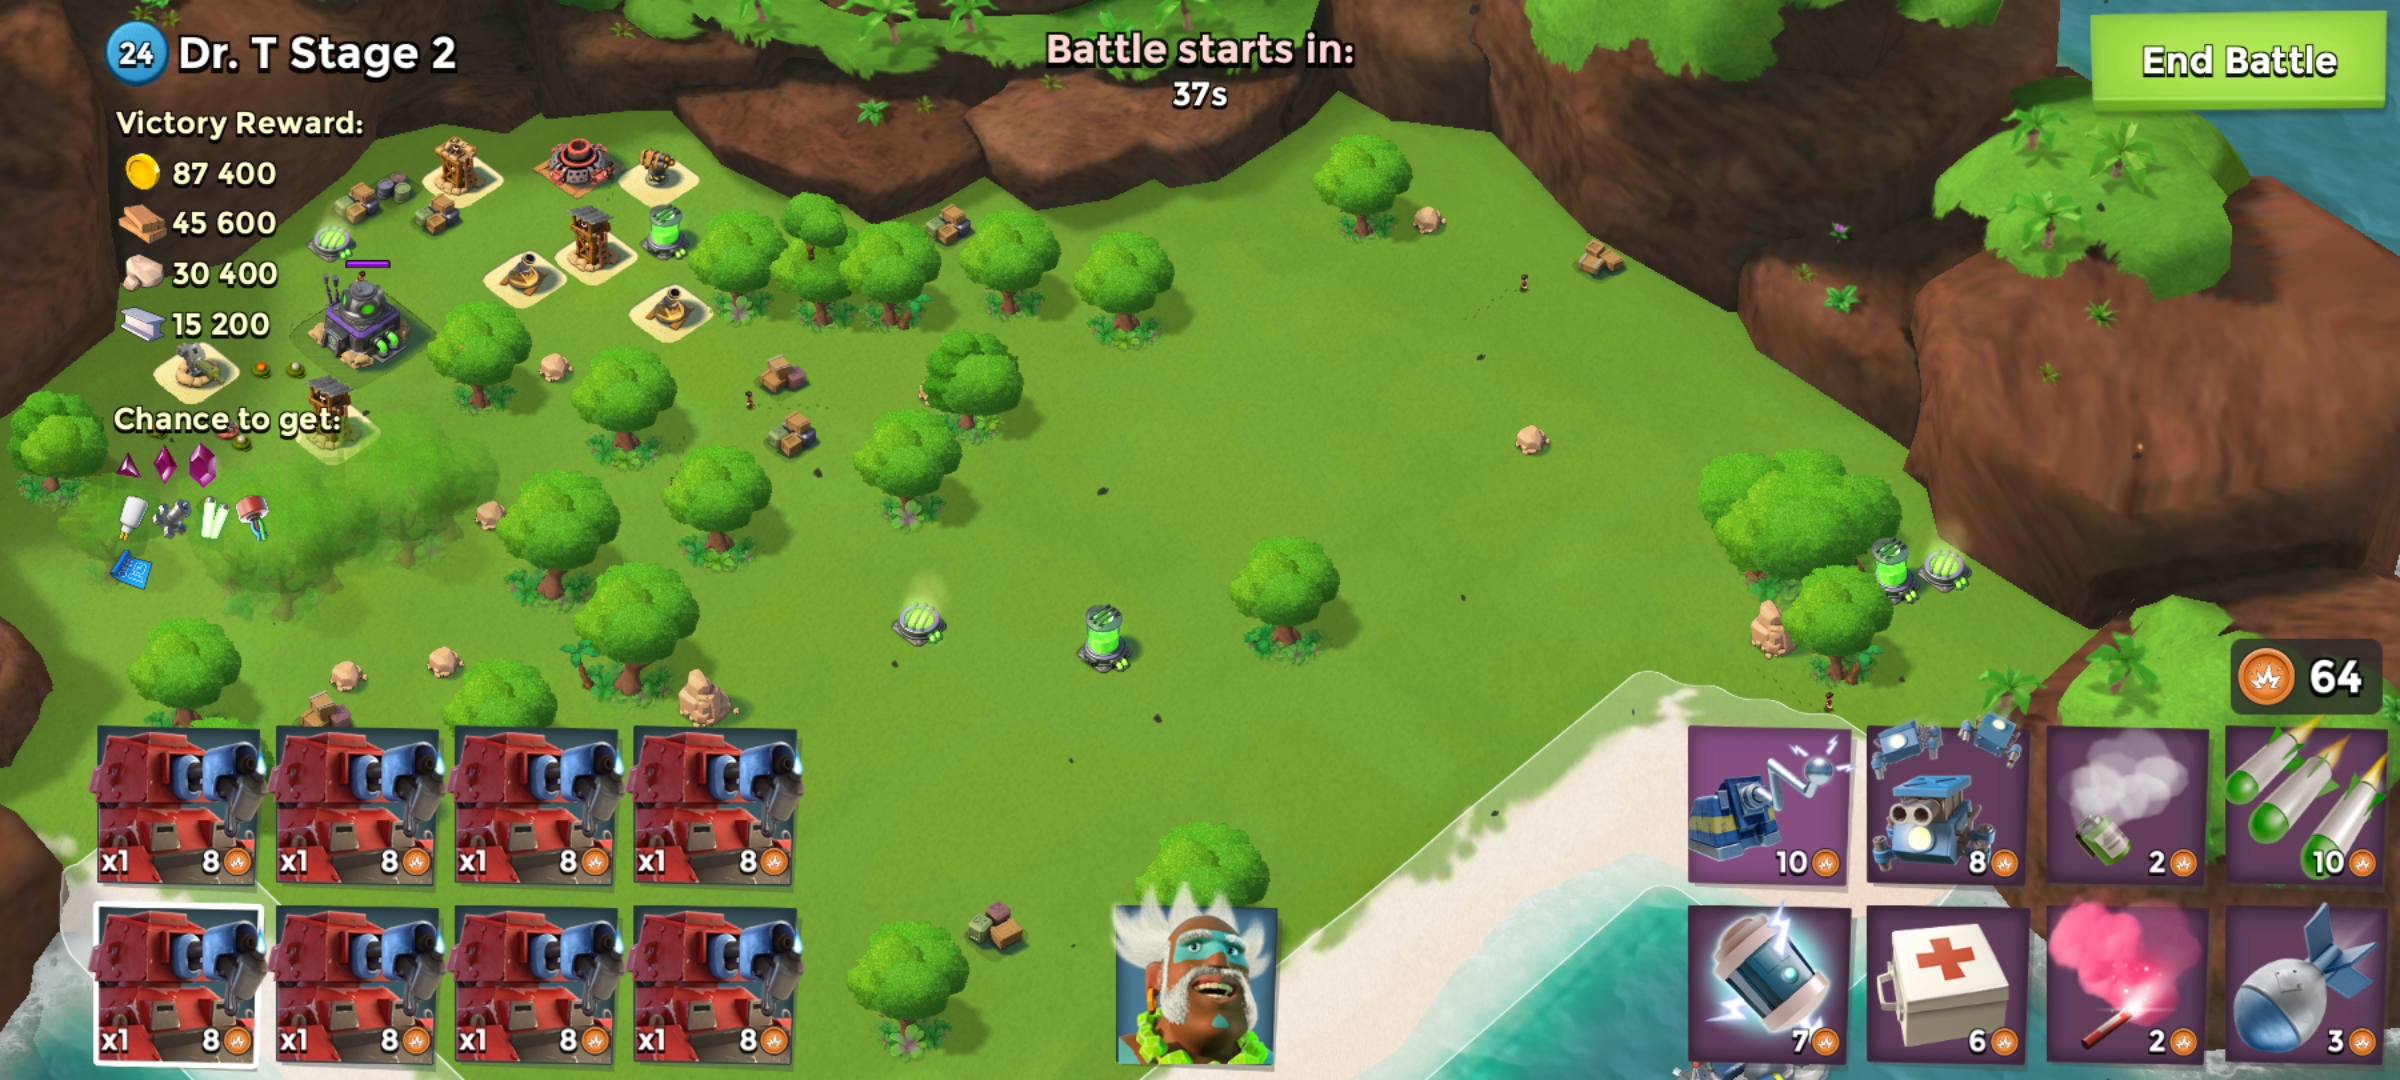 24 Dr. T Stage 2
Battle starts in:
37s
End Battle
Victory Reward:
87 400
45 600
30 400
15 200
Chance to get:
64
x1 8
x1 8
x1 8
x1 8
10
8
2
10
x1 8
x1 8
x1 8
x1 8
7
6
2
3